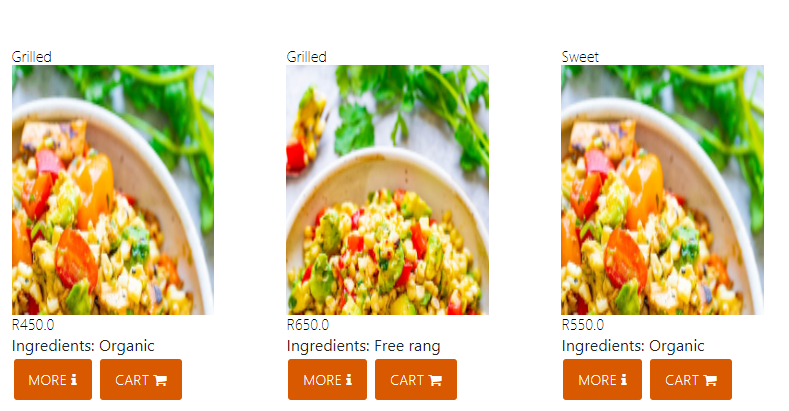 Grilled
Grilled
Sweet
R450.0
R650.0
R550.0
Ingredients: Organic
Ingredients: Free rang
Ingredients: Organic
MORE
CART
MORE
CART
MORE
CART